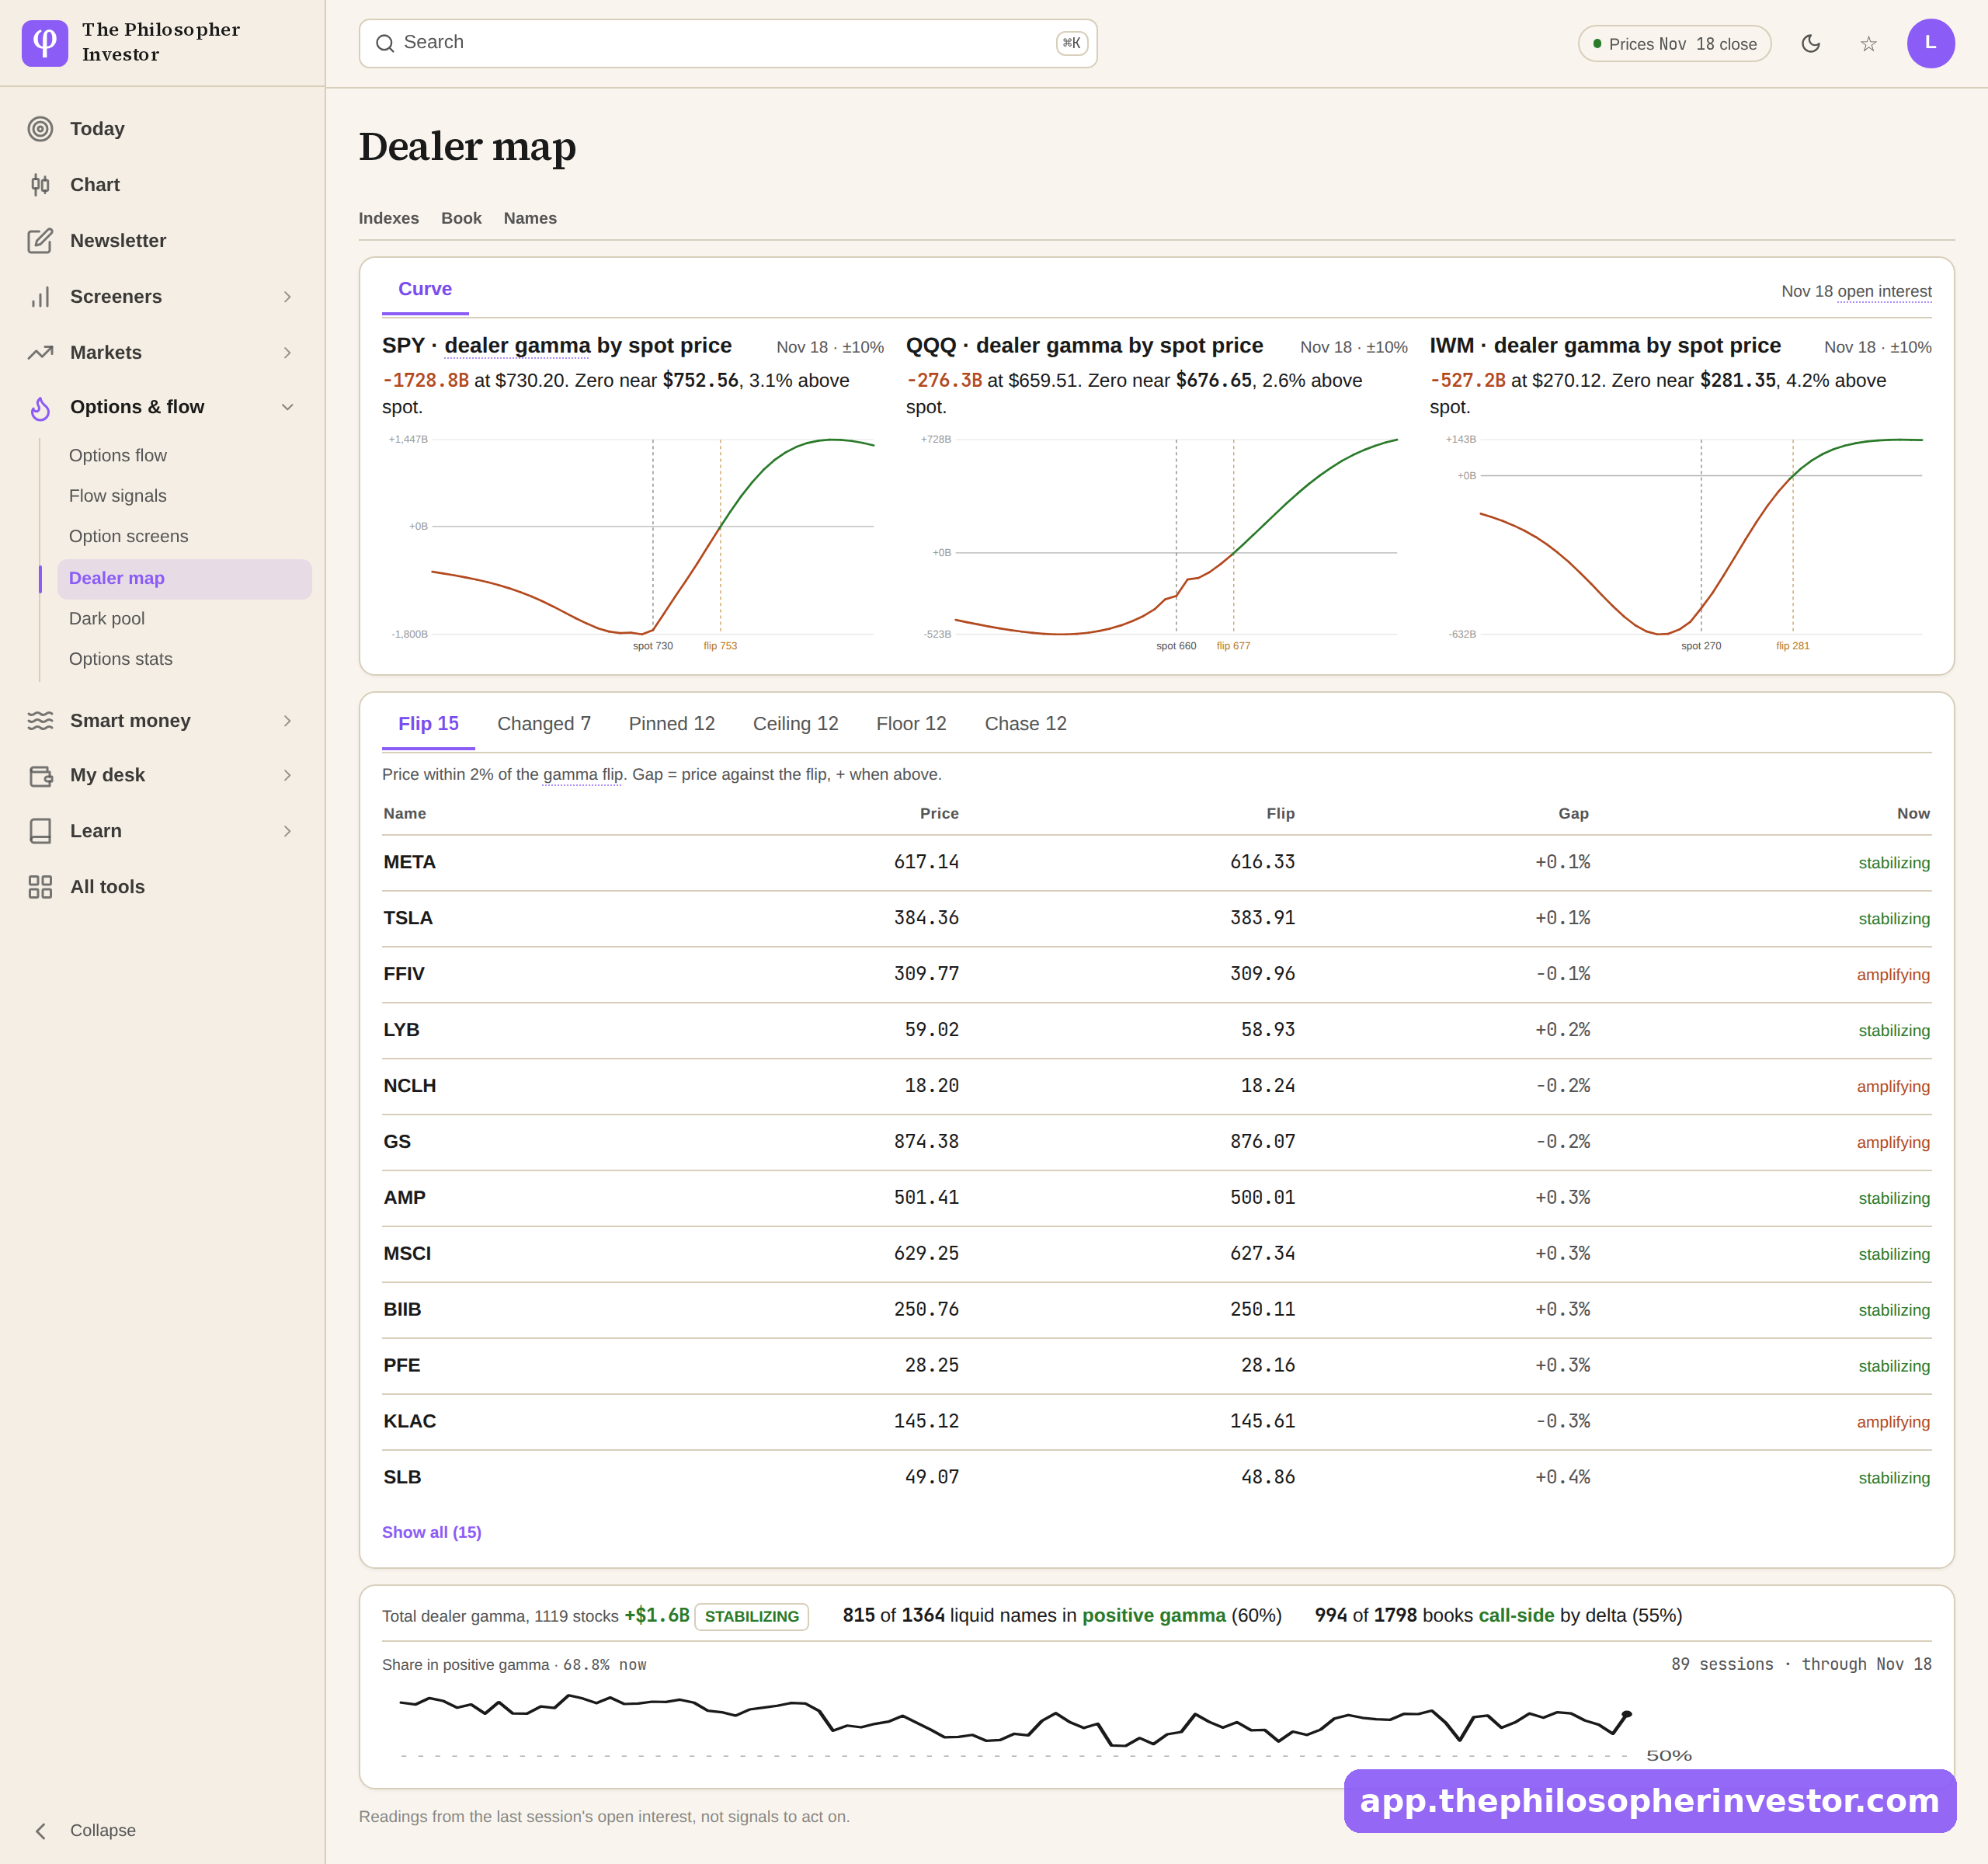 φ
The Philosopher
Investor
Today
Chart
Newsletter
Screeners
Markets
Options & flow
Options flow
Flow signals
Option screens
Dealer map
Dark pool
Options stats
Smart money
My desk
Learn
All tools
Collapse
Search
⌘K
Prices Nov 18 close
☆
L
Dealer map
Indexes Book Names
Curve
Nov 18 open interest
SPY · dealer gamma by spot price
Nov 18 · ±10%
-1728.8B at $730.20. Zero near $752.56, 3.1% above
spot.
+1,447B
+0B
-1,800B
spot 730
flip 753
QQQ · dealer gamma by spot price
Nov 18 · ±10%
-276.3B at $659.51. Zero near $676.65, 2.6% above
spot.
+728B
+0B
-523B
spot 660
flip 677
IWM · dealer gamma by spot price
Nov 18 · ±10%
-527.2B at $270.12. Zero near $281.35, 4.2% above
spot.
+143B
+0B
-632B
spot 270
flip 281
Flip 15 Changed 7 Pinned 12 Ceiling 12 Floor 12 Chase 12
Price within 2% of the gamma flip. Gap = price against the flip, + when above.
Name Price Flip Gap Now
META 617.14 616.33 +0.1% stabilizing
TSLA 384.36 383.91 +0.1% stabilizing
FFIV 309.77 309.96 -0.1% amplifying
LYB 59.02 58.93 +0.2% stabilizing
NCLH 18.20 18.24 -0.2% amplifying
GS 874.38 876.07 -0.2% amplifying
AMP 501.41 500.01 +0.3% stabilizing
MSCI 629.25 627.34 +0.3% stabilizing
BIIB 250.76 250.11 +0.3% stabilizing
PFE 28.25 28.16 +0.3% stabilizing
KLAC 145.12 145.61 -0.3% amplifying
SLB 49.07 48.86 +0.4% stabilizing
Show all (15)
Total dealer gamma, 1119 stocks +$1.6B STABILIZING 815 of 1364 liquid names in positive gamma (60%) 994 of 1798 books call-side by delta (55%)
Share in positive gamma · 68.8% now
89 sessions · through Nov 18
50%
Readings from the last session's open interest, not signals to act on.
app.thephilosopherinvestor.com